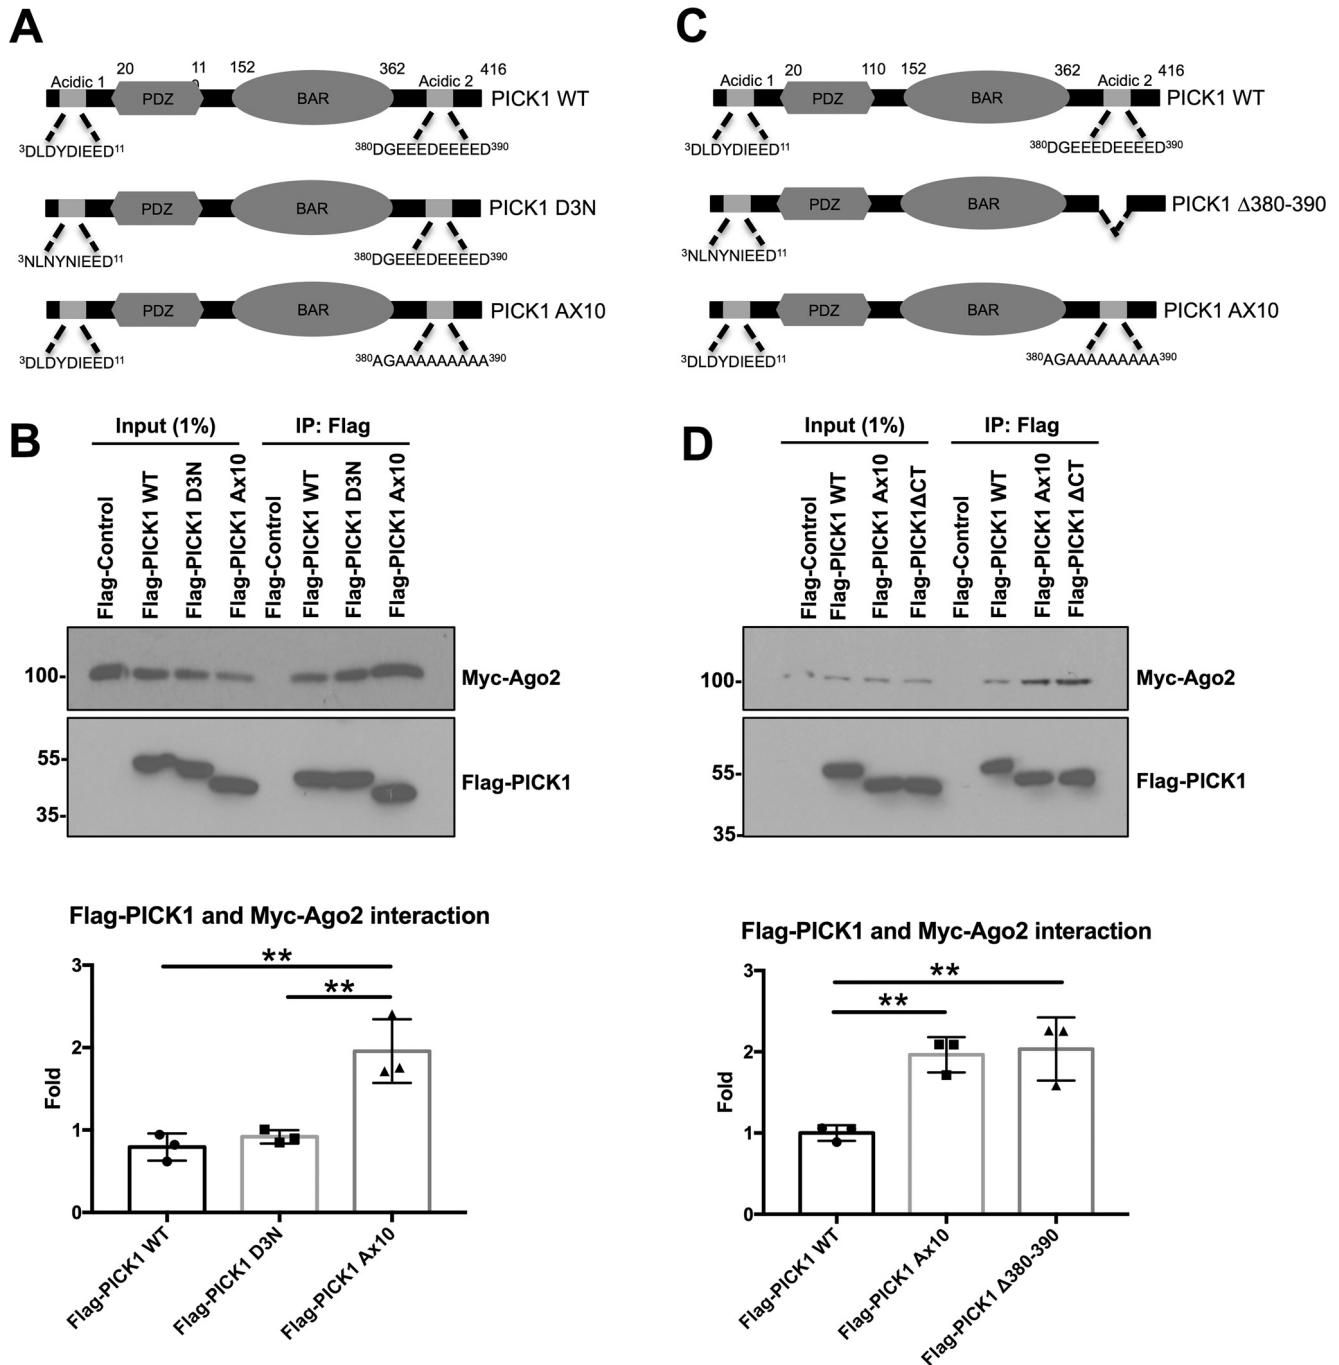 A
20 11 152 362 416
Acidic 1 Acidic 2
PDZ BAR PICK1 WT
³DLDYDIEED¹¹ ³⁸⁰DGEEEDEEEED³⁹⁰
PDZ BAR PICK1 D3N
³NLNYNIEED¹¹ ³⁸⁰DGEEEDEEEED³⁹⁰
PDZ BAR PICK1 AX10
³DLDYDIEED¹¹ ³⁸⁰AGAAAAAAAAA³⁹⁰
C
20 110 152 362 416
Acidic 1 Acidic 2
PDZ BAR PICK1 WT
³DLDYDIEED¹¹ ³⁸⁰DGEEEDEEEED³⁹⁰
PDZ BAR PICK1 Δ380-390
³NLNYNIEED¹¹
PDZ BAR PICK1 AX10
³DLDYDIEED¹¹ ³⁸⁰AGAAAAAAAAA³⁹⁰
B
Input (1%) IP: Flag
Flag-Control
Flag-PICK1 WT
Flag-PICK1 D3N
Flag-PICK1 Ax10
Flag-Control
Flag-PICK1 WT
Flag-PICK1 D3N
Flag-PICK1 Ax10
100- Myc-Ago2
55-
Flag-PICK1
35-
Flag-PICK1 and Myc-Ago2 interaction
**
**
3
2
1
0
Fold
Flag-PICK1 WT
Flag-PICK1 D3N
Flag-PICK1 Ax10
D
Input (1%) IP: Flag
Flag-Control
Flag-PICK1 WT
Flag-PICK1 Ax10
Flag-PICK1ΔCT
Flag-Control
Flag-PICK1 WT
Flag-PICK1 Ax10
Flag-PICK1 ΔCT
100- Myc-Ago2
55-
Flag-PICK1
35-
Flag-PICK1 and Myc-Ago2 interaction
**
**
3
2
1
0
Fold
Flag-PICK1 WT
Flag-PICK1 Ax10
Flag-PICK1 Δ380-390